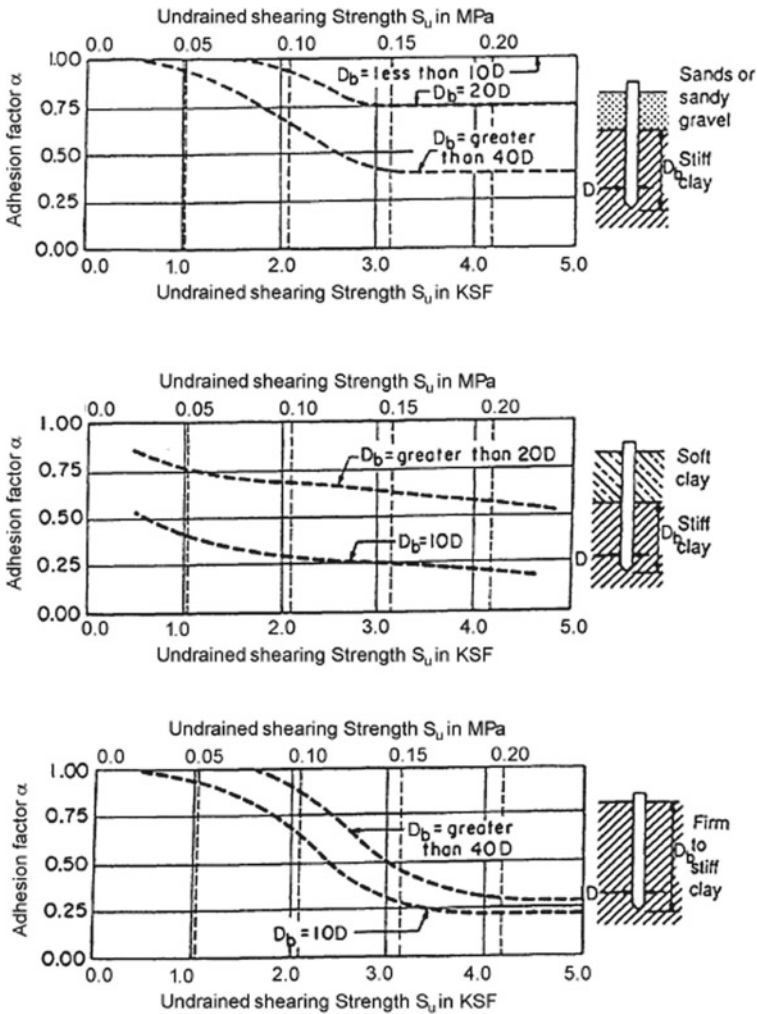 Undrained shearing Strength Su in MPa
0.0 0.05 0.10 0.15 0.20
Adhesion factor α
1.00
0.75
0.50
0.25
0.00
Db = less than 10D
Db = 20D
Db = greater
than 40D
0.0 1.0 2.0 3.0 4.0 5.0
Undrained shearing Strength Su in KSF
Sands or
sandy
gravel
Db Stiff
clay
D
Undrained shearing Strength Su in MPa
0.0 0.05 0.10 0.15 0.20
Adhesion factor α
1.00
0.75
0.50
0.25
0.00
Db = greater than 20D
Db = 10D
0.0 1.0 2.0 3.0 4.0 5.0
Undrained shearing Strength Su in KSF
Soft
clay
Db Stiff
clay
D
Undrained shearing Strength Su in MPa
0.0 0.05 0.10 0.15 0.20
Adhesion factor α
1.00
0.75
0.50
0.25
0.00
Db = greater
than 40D
Db = 10D
0.0 1.0 2.0 3.0 4.0 5.0
Undrained shearing Strength Su in KSF
Firm
Db to
stiff
clay
D